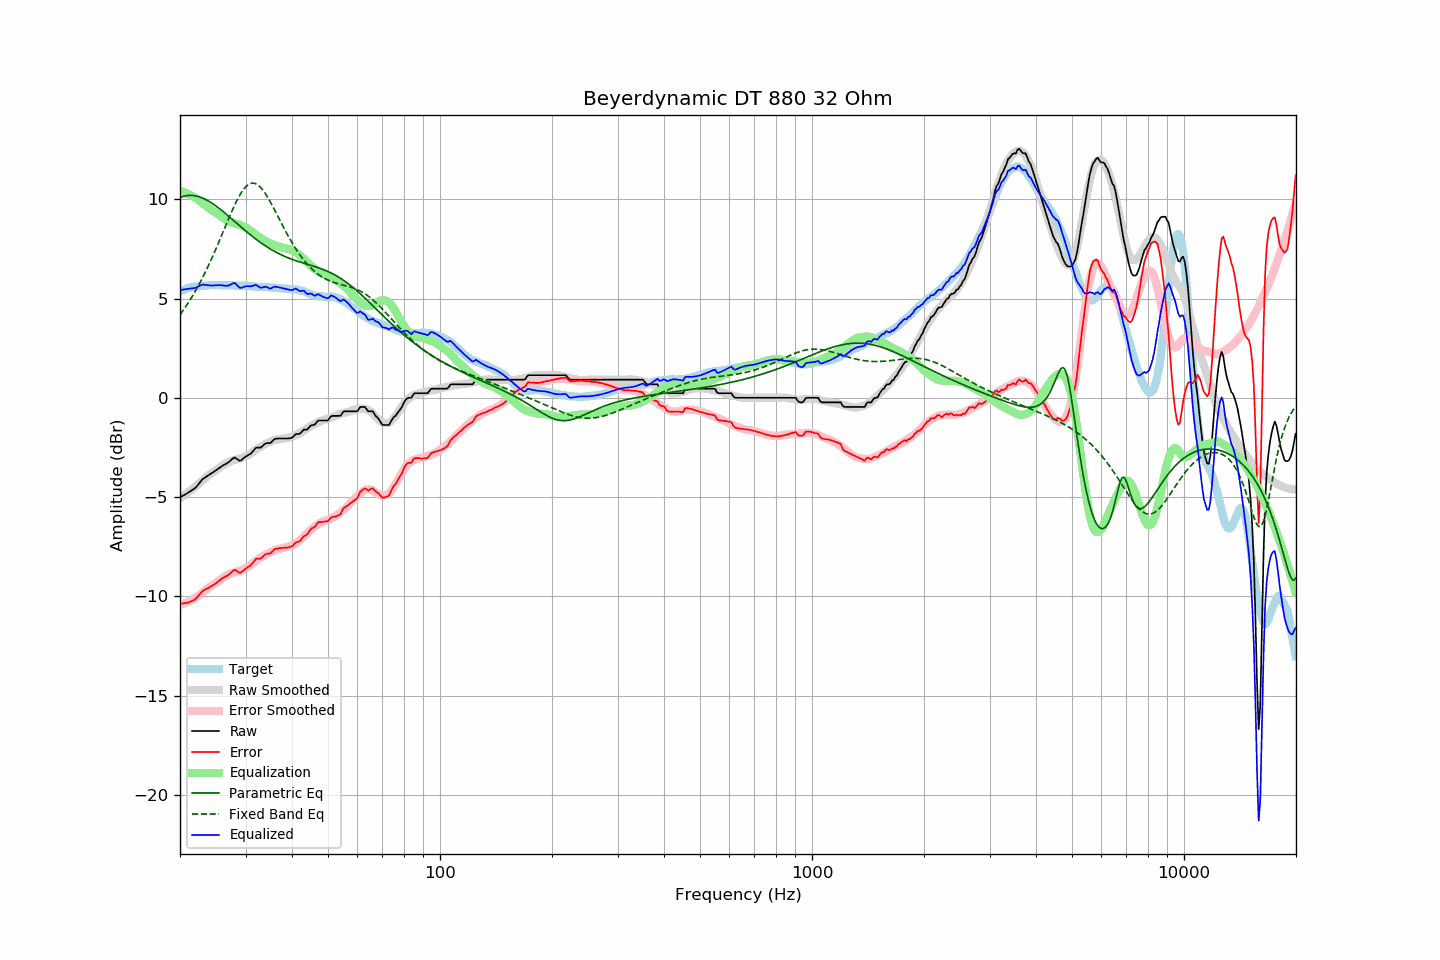 Beyerdynamic DT 880 32 Ohm
Amplitude (dBr)
10
5
0
−5
−10
−15
−20
Target
Raw Smoothed
Error Smoothed
Raw
Error
Equalization
Parametric Eq
Fixed Band Eq
Equalized
100
1000
10000
Frequency (Hz)